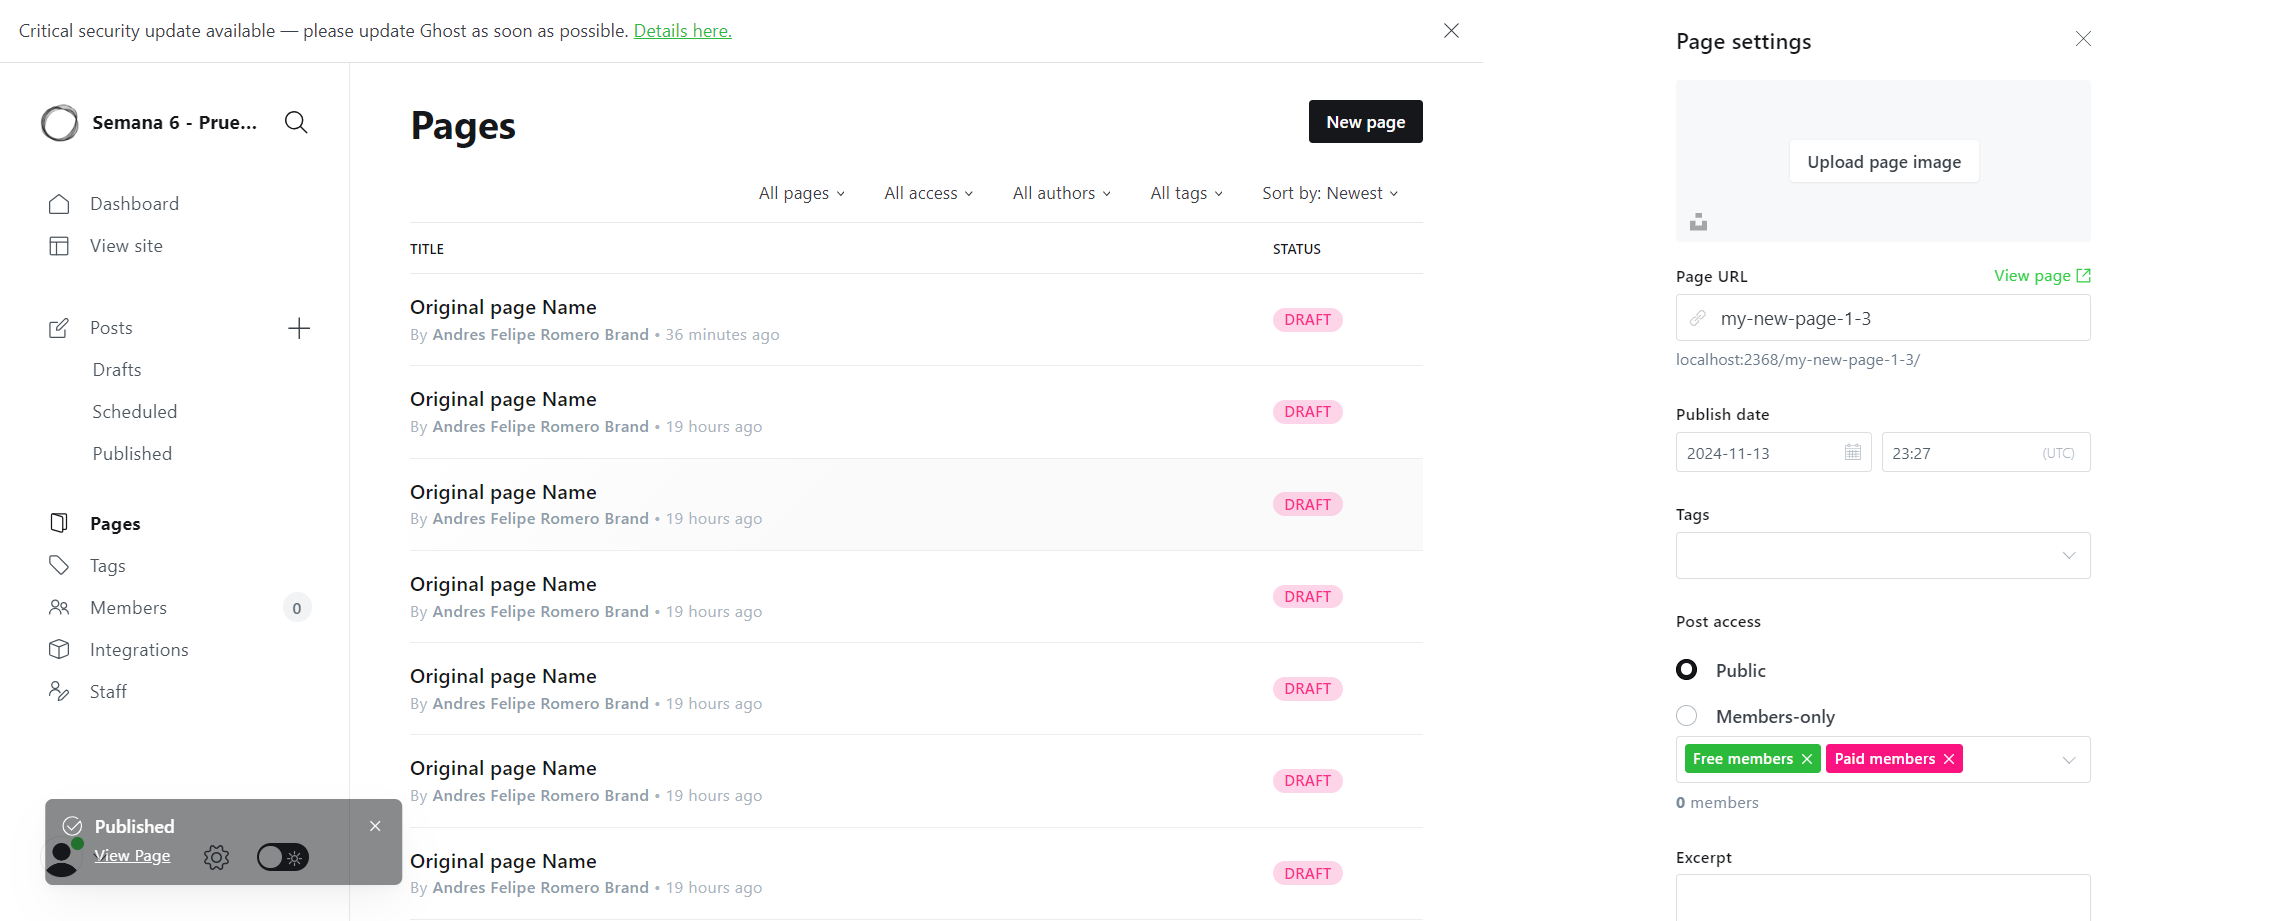 Critical security update available — please update Ghost as soon as possible. Details here.
Semana 6 - Prue...
Dashboard
View site
Posts
Drafts
Scheduled
Published
Pages
Tags
Members 0
Integrations
Staff
Published
View Page
Pages
New page
All pages All access All authors All tags Sort by: Newest
TITLE STATUS
Original page Name
By Andres Felipe Romero Brand • 36 minutes ago
DRAFT
Original page Name
By Andres Felipe Romero Brand • 19 hours ago
DRAFT
Original page Name
By Andres Felipe Romero Brand • 19 hours ago
DRAFT
Original page Name
By Andres Felipe Romero Brand • 19 hours ago
DRAFT
Original page Name
By Andres Felipe Romero Brand • 19 hours ago
DRAFT
Original page Name
By Andres Felipe Romero Brand • 19 hours ago
DRAFT
Original page Name
By Andres Felipe Romero Brand • 19 hours ago
DRAFT
Page settings
Upload page image
Page URL View page
my-new-page-1-3
localhost:2368/my-new-page-1-3/
Publish date
2024-11-13 23:27 (UTC)
Tags
Post access
Public
Members-only
Free members Paid members
0 members
Excerpt